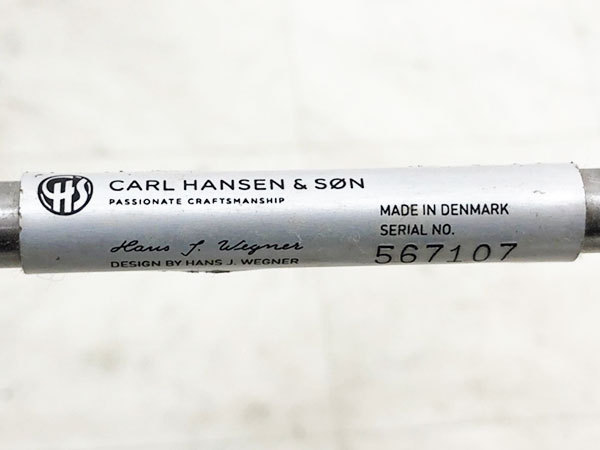 CHS
CARL HANSEN & SØN
PASSIONATE CRAFTSMANSHIP
Hans J. Wegner
DESIGN BY HANS J. WEGNER
MADE IN DENMARK
SERIAL NO.
567107